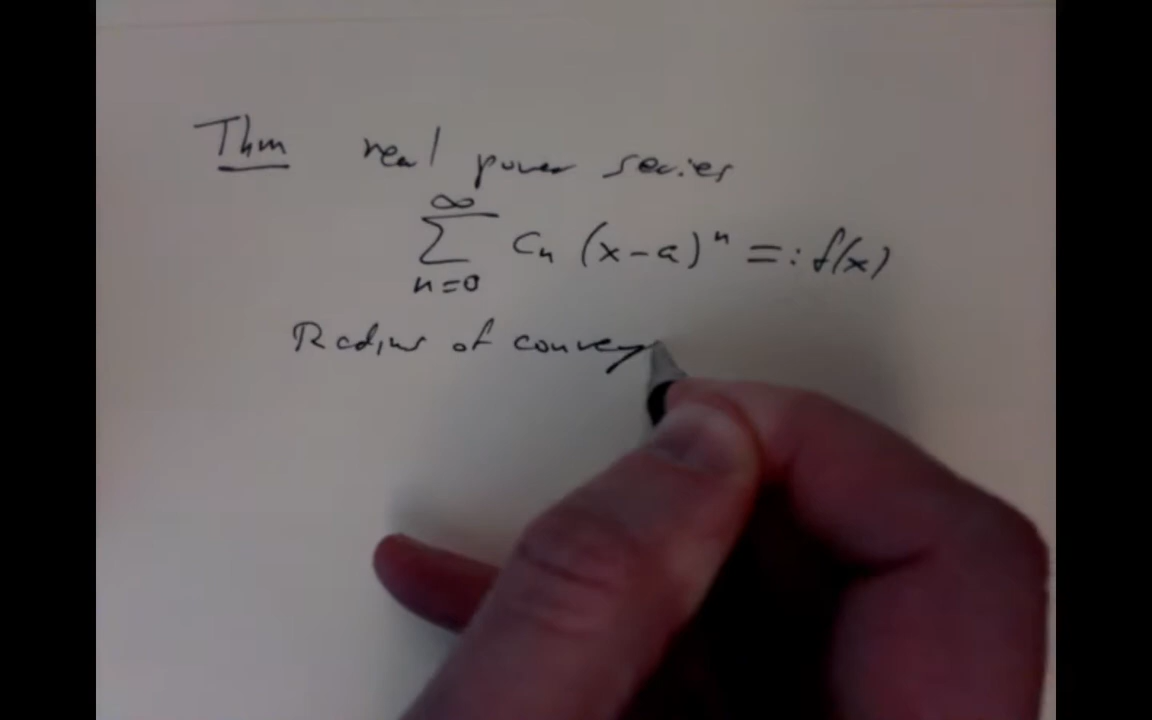 Thm real power series
∞
∑ cₙ (x-a)ⁿ =: f(x)
n=0
Radius of converg